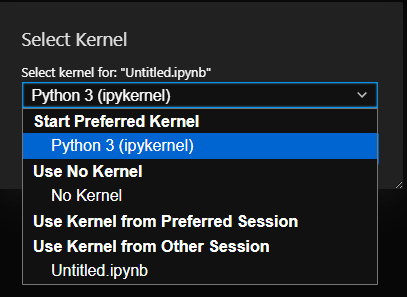 Select Kernel
Select kernel for: "Untitled.ipynb"
Python 3 (ipykernel)
Start Preferred Kernel
Python 3 (ipykernel)
Use No Kernel
No Kernel
Use Kernel from Preferred Session
Use Kernel from Other Session
Untitled.ipynb